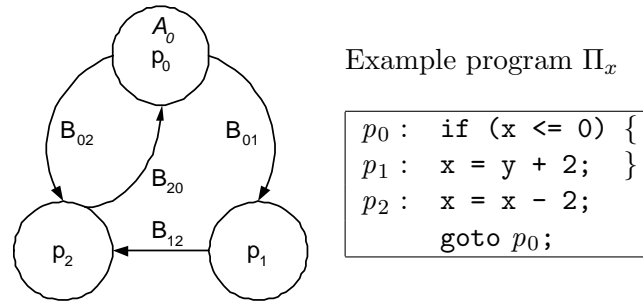 A₀
p₀
B₀₂
B₀₁
B₂₀
B₁₂
p₂
p₁
Example program Πₓ
p₀ : if (x <= 0) {
p₁ : x = y + 2; }
p₂ : x = x - 2;
goto p₀;